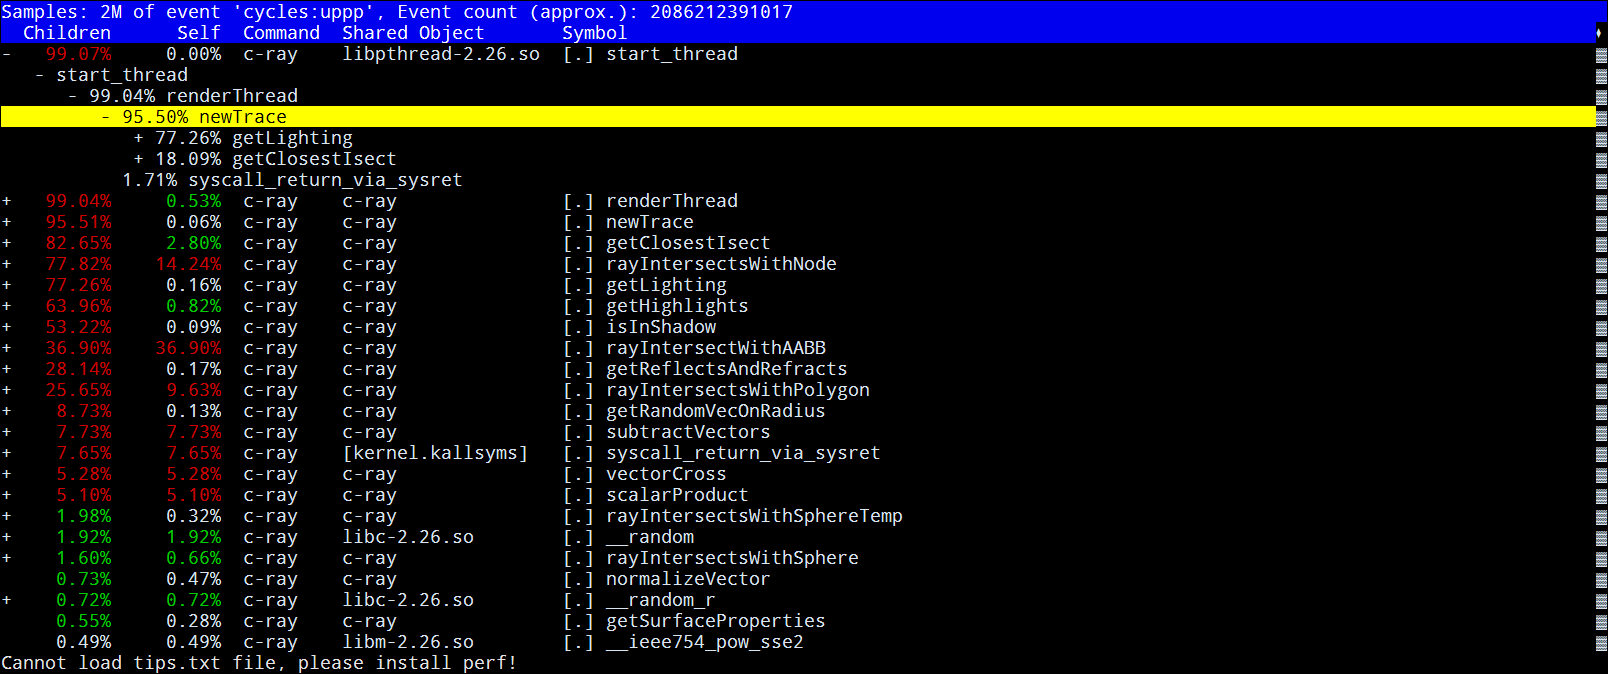 Samples: 2M of event 'cycles:uppp', Event count (approx.): 2086212391017
Children Self Command Shared Object Symbol
- 99.07% 0.00% c-ray libpthread-2.26.so [.] start_thread
- start_thread
- 99.04% renderThread
- 95.50% newTrace
+ 77.26% getLighting
+ 18.09% getClosestIsect
1.71% syscall_return_via_sysret
+ 99.04% 0.53% c-ray c-ray [.] renderThread
+ 95.51% 0.06% c-ray c-ray [.] newTrace
+ 82.65% 2.80% c-ray c-ray [.] getClosestIsect
+ 77.82% 14.24% c-ray c-ray [.] rayIntersectsWithNode
+ 77.26% 0.16% c-ray c-ray [.] getLighting
+ 63.96% 0.82% c-ray c-ray [.] getHighlights
+ 53.22% 0.09% c-ray c-ray [.] isInShadow
+ 36.90% 36.90% c-ray c-ray [.] rayIntersectWithAABB
+ 28.14% 0.17% c-ray c-ray [.] getReflectsAndRefracts
+ 25.65% 9.63% c-ray c-ray [.] rayIntersectsWithPolygon
+ 8.73% 0.13% c-ray c-ray [.] getRandomVecOnRadius
+ 7.73% 7.73% c-ray c-ray [.] subtractVectors
+ 7.65% 7.65% c-ray [kernel.kallsyms] [.] syscall_return_via_sysret
+ 5.28% 5.28% c-ray c-ray [.] vectorCross
+ 5.10% 5.10% c-ray c-ray [.] scalarProduct
+ 1.98% 0.32% c-ray c-ray [.] rayIntersectsWithSphereTemp
+ 1.92% 1.92% c-ray libc-2.26.so [.] __random
+ 1.60% 0.66% c-ray c-ray [.] rayIntersectsWithSphere
0.73% 0.47% c-ray c-ray [.] normalizeVector
+ 0.72% 0.72% c-ray libc-2.26.so [.] __random_r
0.55% 0.28% c-ray c-ray [.] getSurfaceProperties
0.49% 0.49% c-ray libm-2.26.so [.] __ieee754_pow_sse2
Cannot load tips.txt file, please install perf!